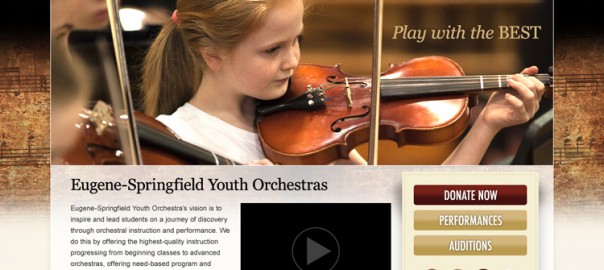 Play with the BEST
Eugene-Springfield Youth Orchestras
Eugene-Springfield Youth Orchestra's vision is to
inspire and lead students on a journey of discovery
through orchestral instruction and performance. We
do this by offering the highest-quality instruction
progressing from beginning classes to advanced
orchestras, offering need-based program and
DONATE NOW
PERFORMANCES
AUDITIONS